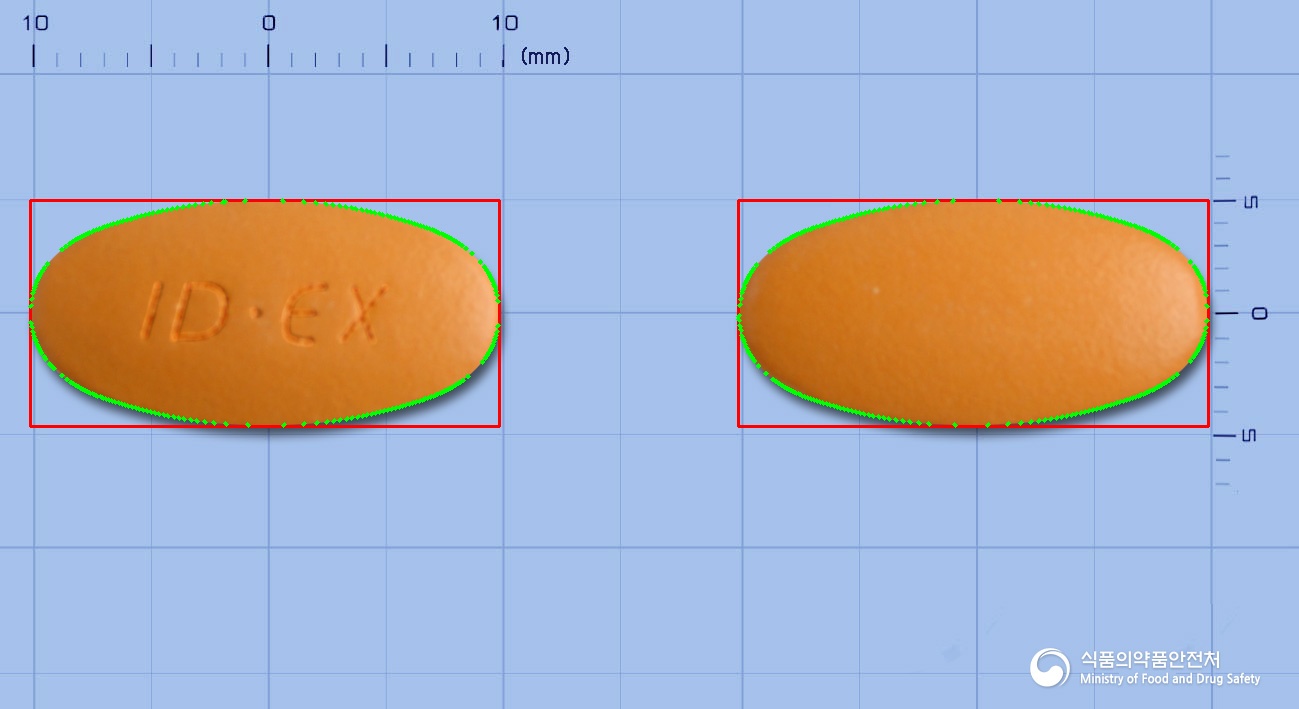 10 0 10
(mm)
ID·EX
5
0
5
식품의약품안전처
Ministry of Food and Drug Safety